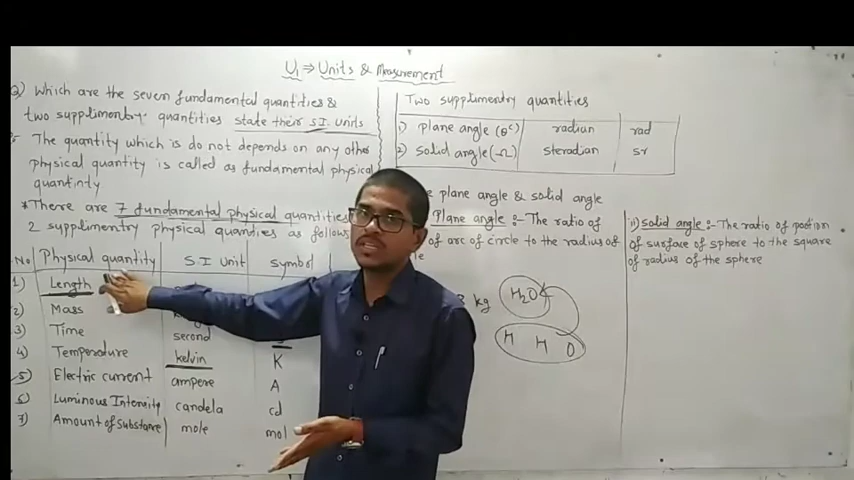 U1 ⇒ Units & Measurement
Q) Which are the seven fundamental quantities &
two supplimentry quantities state their S.I. units
The quantity which is do not depends on any other
physical quantity is called as fundamental physical
quantinty
* There are 7 fundamental physical quantities
2 supplimentry physical quantities as follows
No Physical quantity S.I Unit symbol
1) Length
2) Mass
3) Time second s
4) Temperature kelvin K
5) Electric current ampere A
6) Luminous Intensity candela cd
7) Amount of Substance mole mol
Two supplimentry quantities
1) plane angle (θᶜ) radian rad
2) solid angle (Ω) steradian sr
plane angle & solid angle
Plane angle :- The ratio of
of arc of circle to the radius of
kg
H2O
H H O
ii) solid angle :- The ratio of postion
of surface of sphere to the square
of radius of the sphere